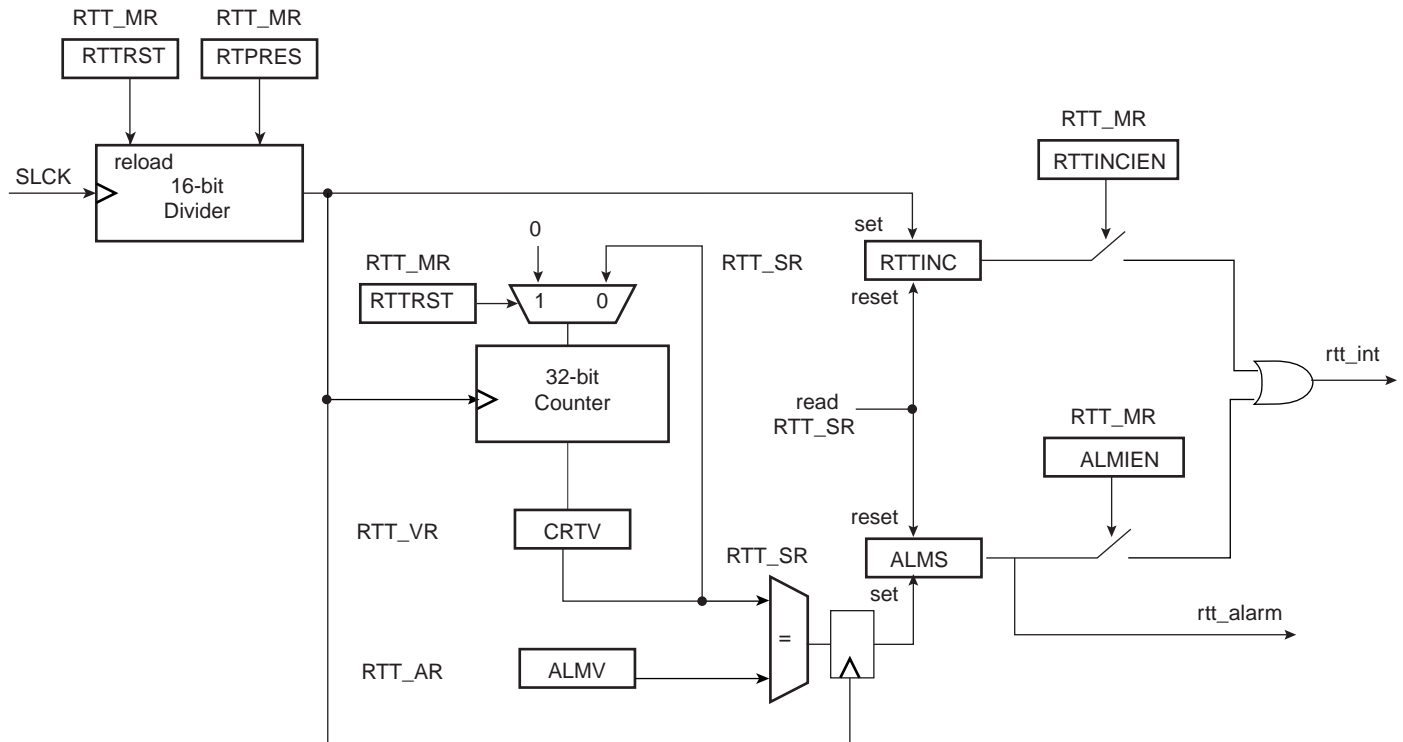 RTT_MR
RTT_MR
RTTRST
RTPRES
reload
16-bit
Divider
SLCK
RTT_MR
RTTINCIEN
0
set
RTT_MR
RTT_SR
RTTINC
RTTRST
1
0
reset
32-bit
Counter
rtt_int
read
RTT_SR
RTT_MR
ALMIEN
reset
RTT_VR
CRTV
RTT_SR
ALMS
set
rtt_alarm
=
RTT_AR
ALMV